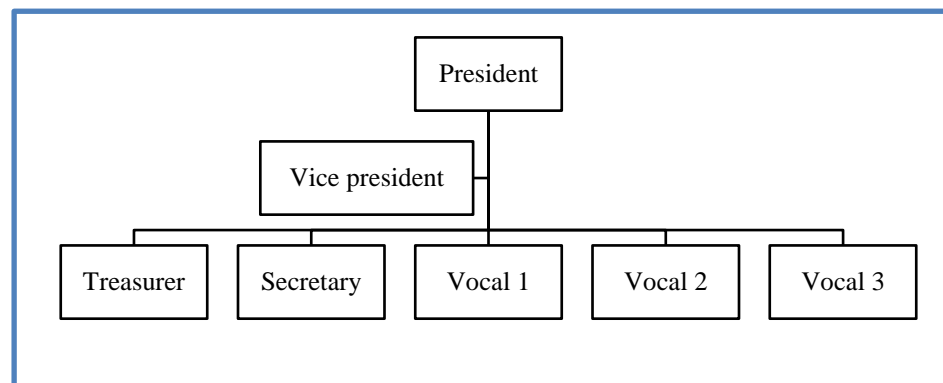 President
Vice president
Treasurer
Secretary
Vocal 1
Vocal 2
Vocal 3